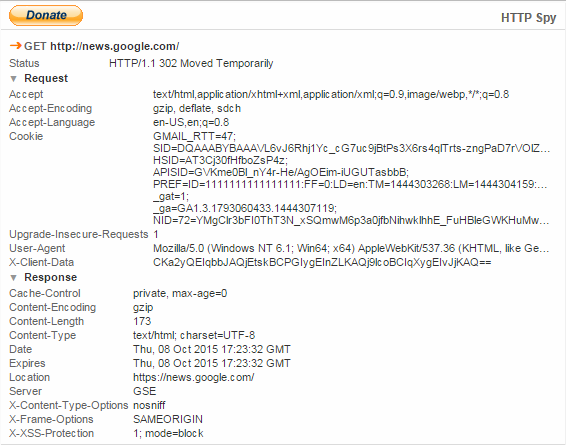 Donate
HTTP Spy
GET http://news.google.com/
Status HTTP/1.1 302 Moved Temporarily
▼ Request
Accept text/html,application/xhtml+xml,application/xml;q=0.9,image/webp,*/*;q=0.8
Accept-Encoding gzip, deflate, sdch
Accept-Language en-US,en;q=0.8
Cookie GMAIL_RTT=47;
SID=DQAAABYBAAAVL6vJ6Rhj1Yc_cG7uc9jBtPs3X6rs4qlTrts-zngPaD7rVOIZ...
HSID=AT3Cj30fHfboZsP4z;
APISID=GVKme0Bl_nY4r-He/AgOEim-iUGUTasbbB;
PREF=ID=1111111111111111:FF=0:LD=en:TM=1444303268:LM=1444304159:...
_gat=1;
_ga=GA1.3.1793060433.1444307119;
NID=72=YMgClr3bFI0ThT3N_xSQmwM6p3a0jfbNihwkIhhE_FuHBleGWKHuMw...
Upgrade-Insecure-Requests 1
User-Agent Mozilla/5.0 (Windows NT 6.1; Win64; x64) AppleWebKit/537.36 (KHTML, like Ge...
X-Client-Data CKa2yQEIqbbJAQjEtskBCPGIygEInZLKAQj9lcoBCIqXygEIvJjKAQ==
▼ Response
Cache-Control private, max-age=0
Content-Encoding gzip
Content-Length 173
Content-Type text/html; charset=UTF-8
Date Thu, 08 Oct 2015 17:23:32 GMT
Expires Thu, 08 Oct 2015 17:23:32 GMT
Location https://news.google.com/
Server GSE
X-Content-Type-Options nosniff
X-Frame-Options SAMEORIGIN
X-XSS-Protection 1; mode=block